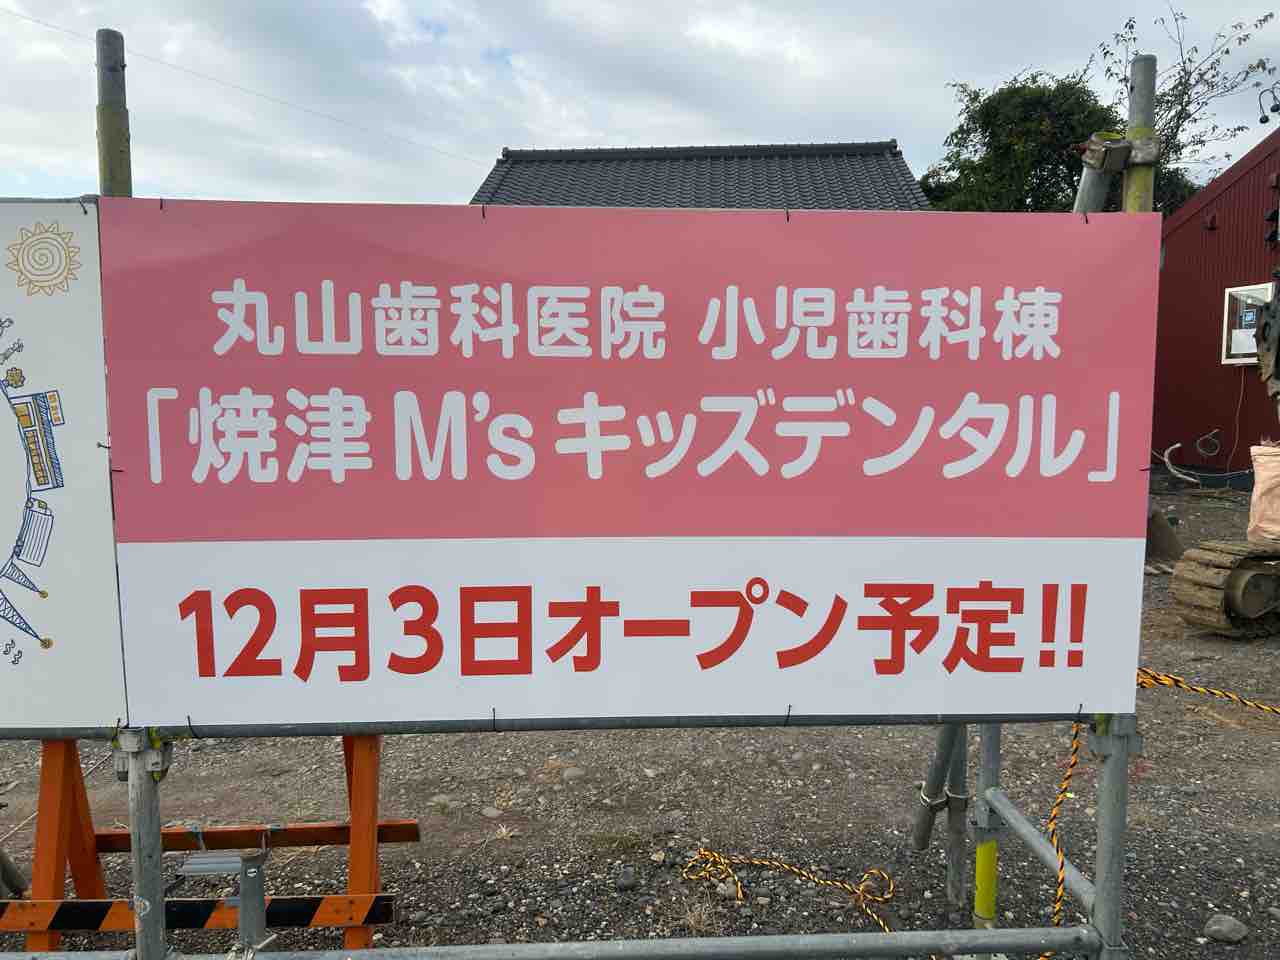 丸山歯科医院 小児歯科棟
「焼津 M'sキッズデンタル」
12月3日オープン予定!!